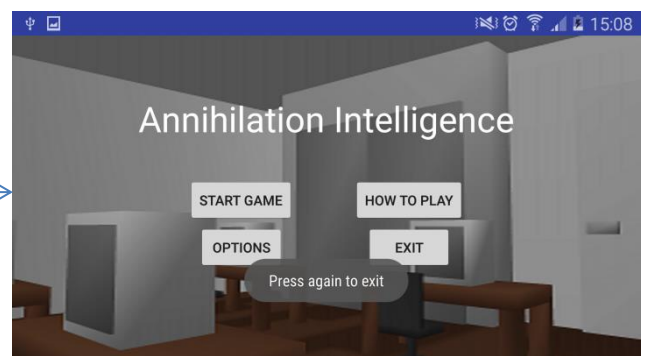 15:08
Annihilation Intelligence
START GAME HOW TO PLAY
OPTIONS EXIT
Press again to exit